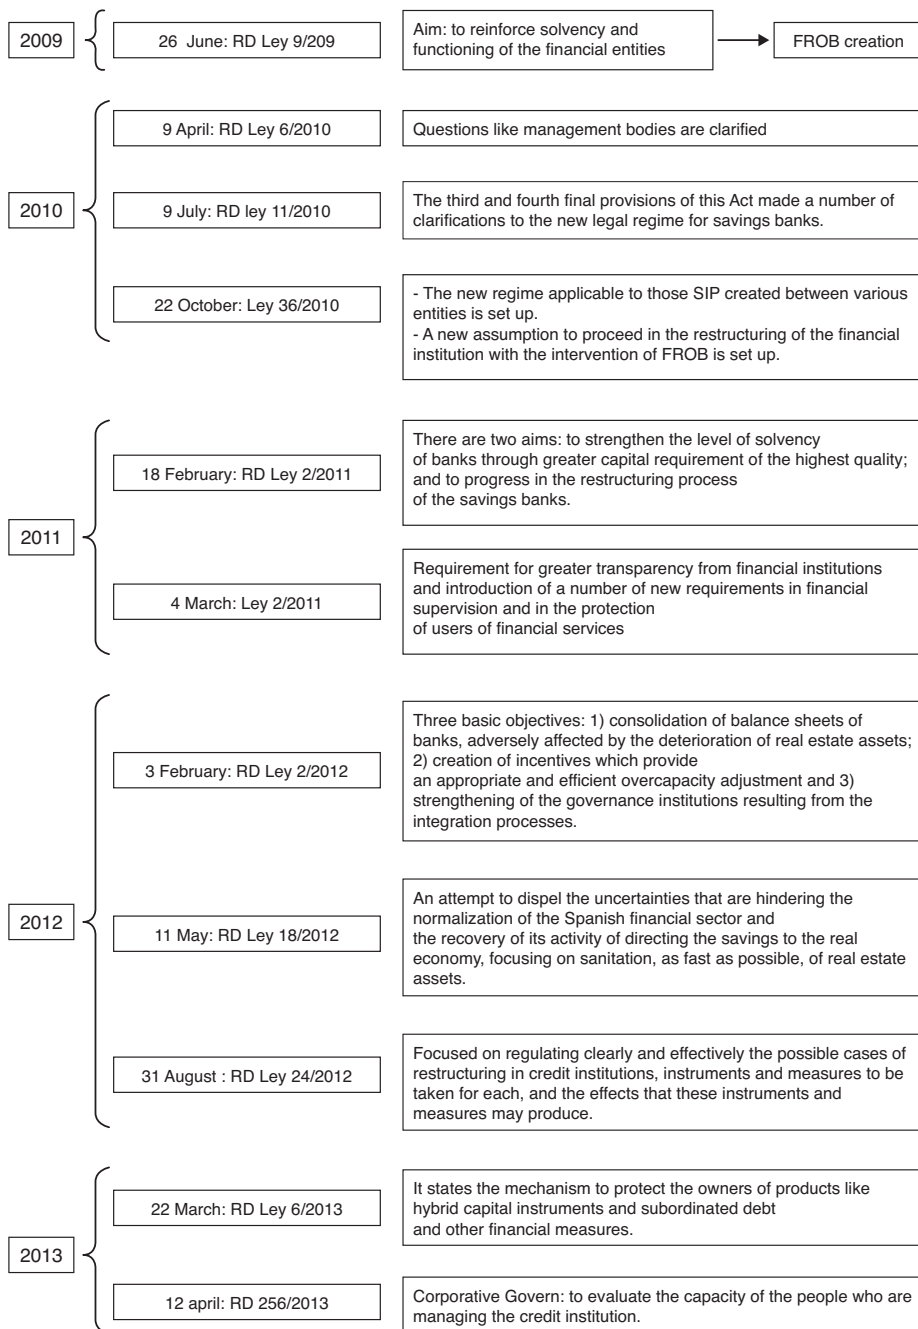 2009
26 June: RD Ley 9/209
Aim: to reinforce solvency and
functioning of the financial entities
FROB creation
2010
9 April: RD Ley 6/2010
Questions like management bodies are clarified
9 July: RD ley 11/2010
The third and fourth final provisions of this Act made a number of
clarifications to the new legal regime for savings banks.
22 October: Ley 36/2010
- The new regime applicable to those SIP created between various
entities is set up.
- A new assumption to proceed in the restructuring of the financial
institution with the intervention of FROB is set up.
2011
18 February: RD Ley 2/2011
There are two aims: to strengthen the level of solvency
of banks through greater capital requirement of the highest quality;
and to progress in the restructuring process
of the savings banks.
4 March: Ley 2/2011
Requirement for greater transparency from financial institutions
and introduction of a number of new requirements in financial
supervision and in the protection
of users of financial services
2012
3 February: RD Ley 2/2012
Three basic objectives: 1) consolidation of balance sheets of
banks, adversely affected by the deterioration of real estate assets;
2) creation of incentives which provide
an appropriate and efficient overcapacity adjustment and 3)
strengthening of the governance institutions resulting from the
integration processes.
11 May: RD Ley 18/2012
An attempt to dispel the uncertainties that are hindering the
normalization of the Spanish financial sector and
the recovery of its activity of directing the savings to the real
economy, focusing on sanitation, as fast as possible, of real estate
assets.
31 August : RD Ley 24/2012
Focused on regulating clearly and effectively the possible cases of
restructuring in credit institutions, instruments and measures to be
taken for each, and the effects that these instruments and
measures may produce.
2013
22 March: RD Ley 6/2013
It states the mechanism to protect the owners of products like
hybrid capital instruments and subordinated debt
and other financial measures.
12 april: RD 256/2013
Corporative Govern: to evaluate the capacity of the people who are
managing the credit institution.